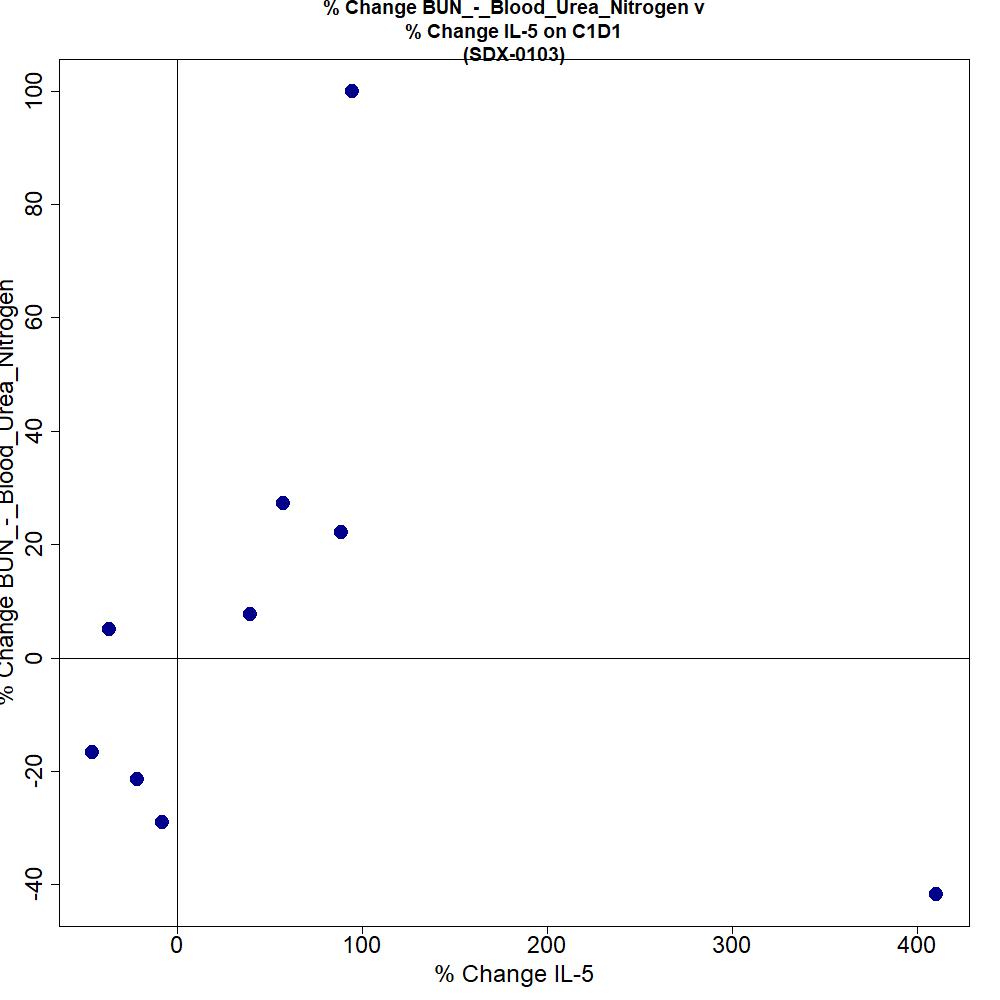 % Change BUN_-_Blood_Urea_Nitrogen v
% Change IL-5 on C1D1
(SDX-0103)
% Change BUN_-_Blood_Urea_Nitrogen
100
80
60
40
20
0
-20
-40
0
100
200
300
400
% Change IL-5